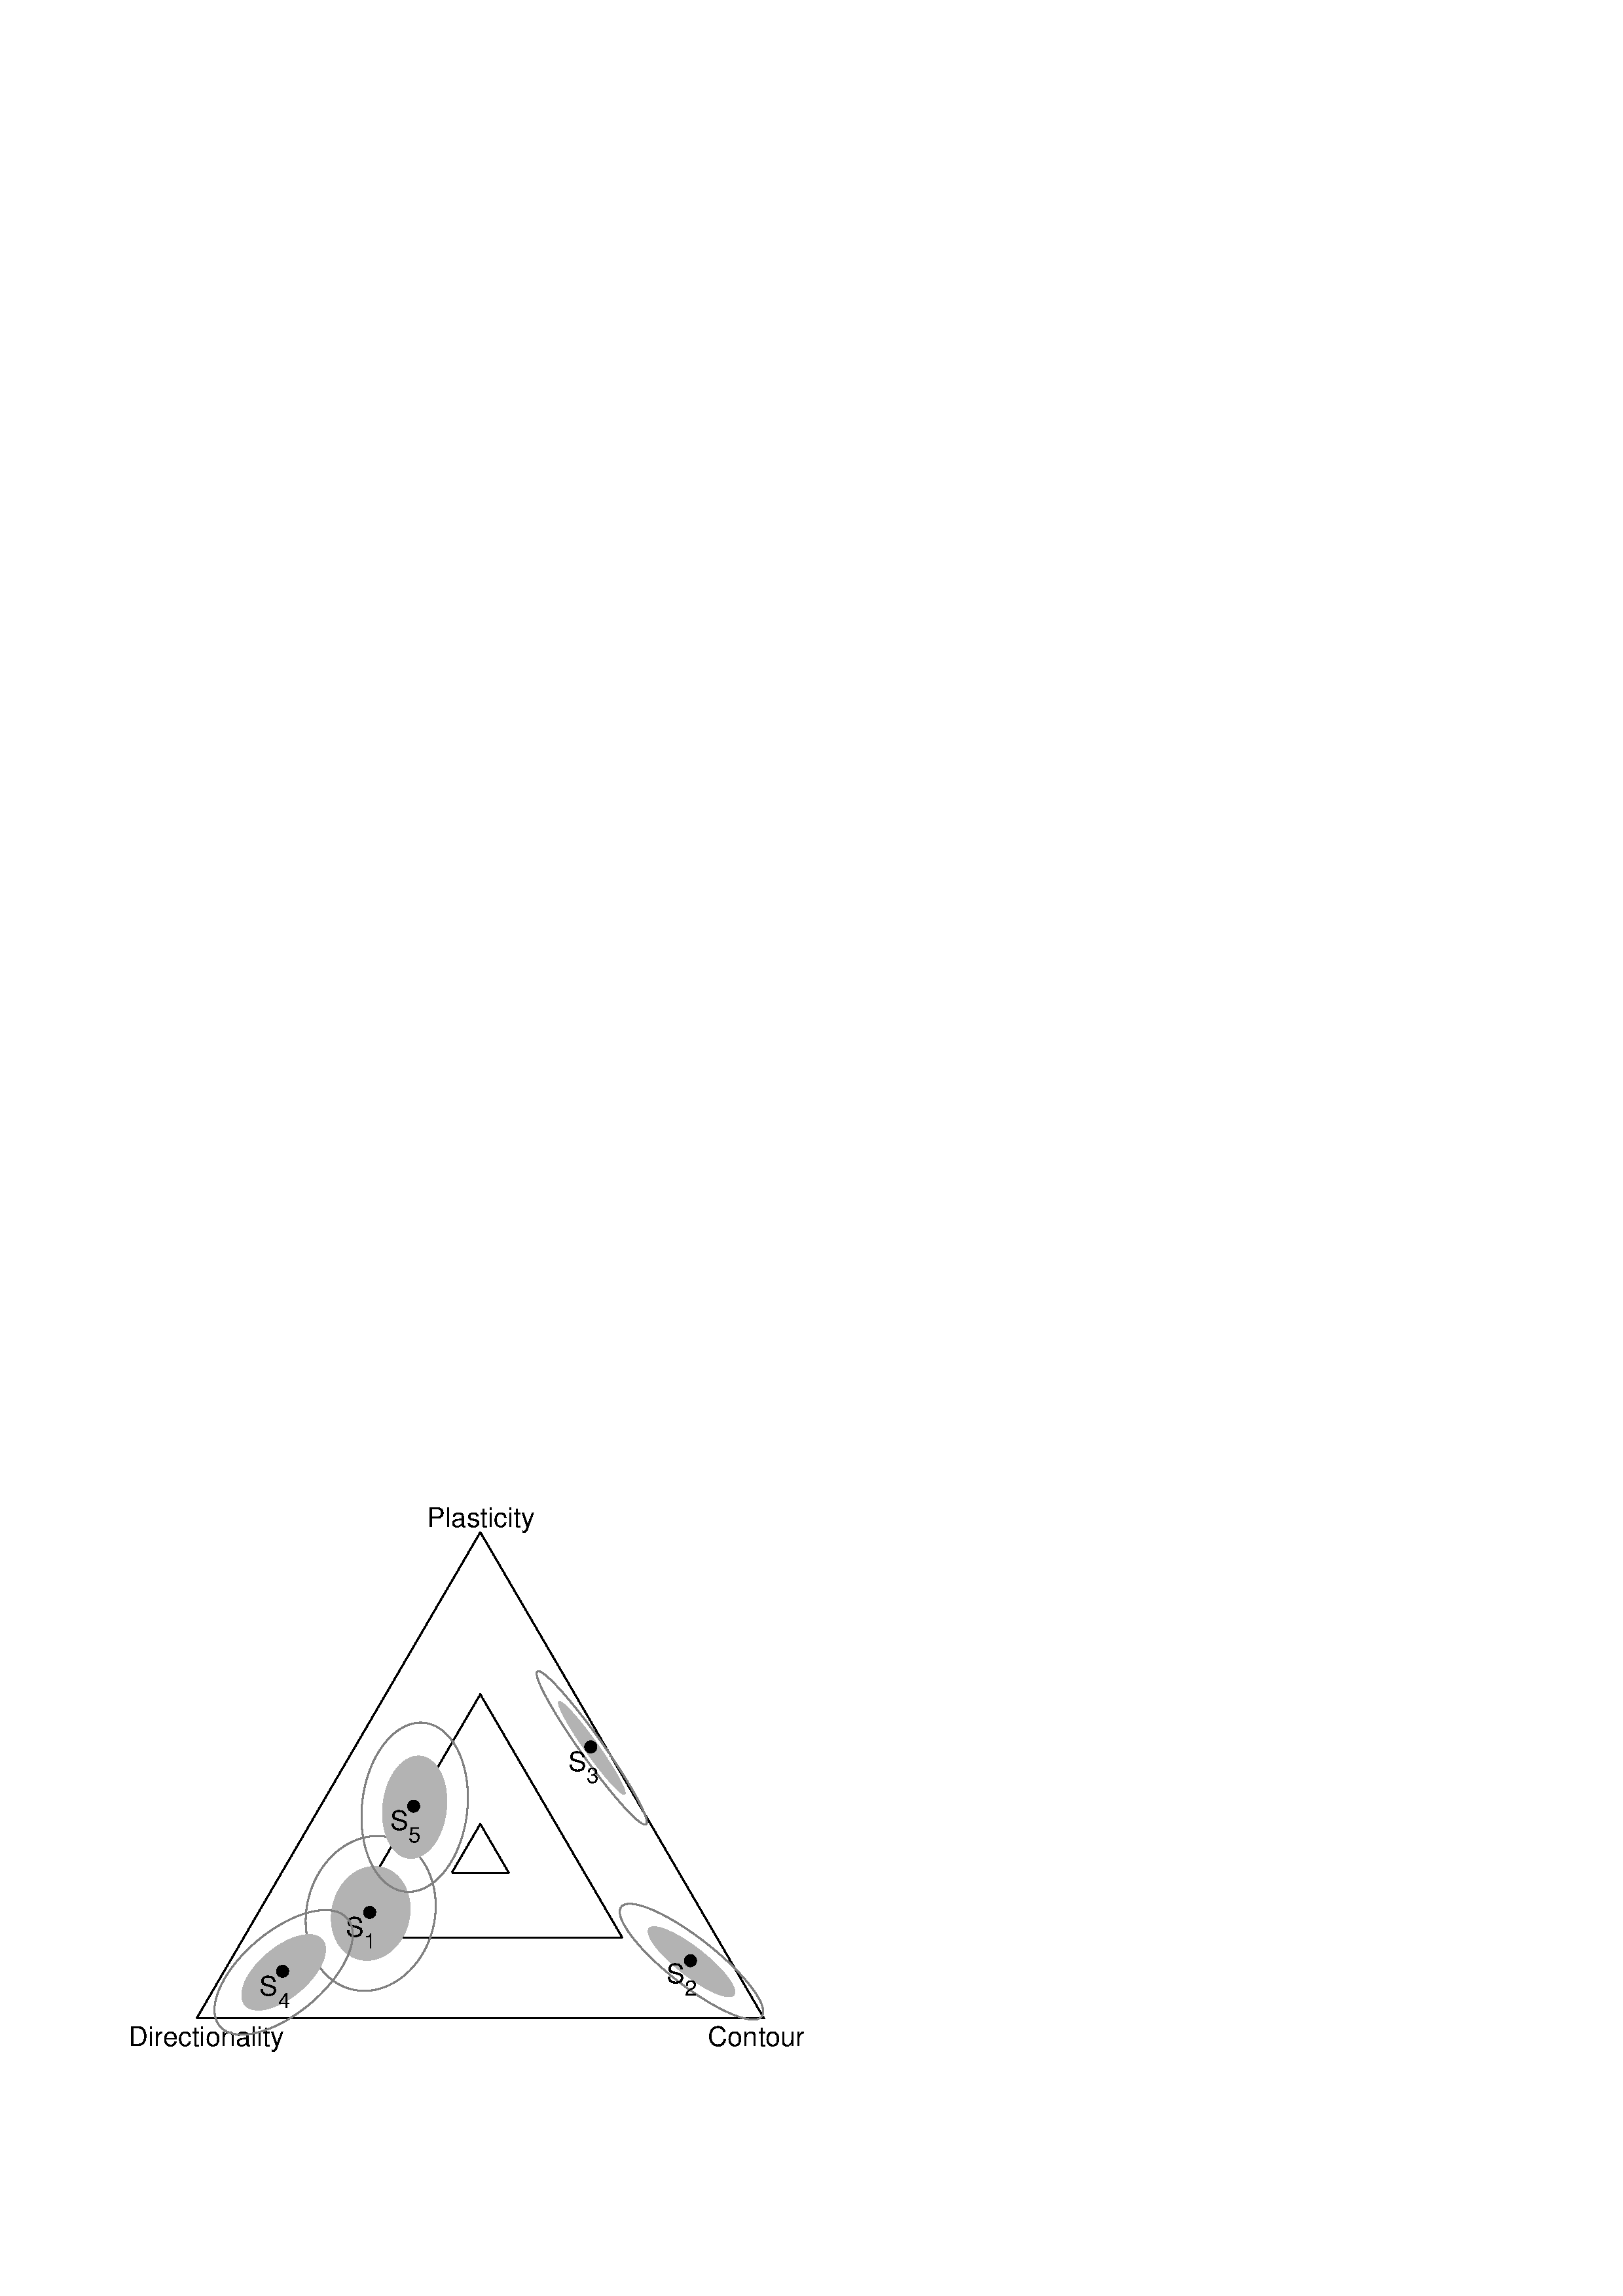 Plasticity
S3
S5
S1
S2
S4
Directionality
Contour